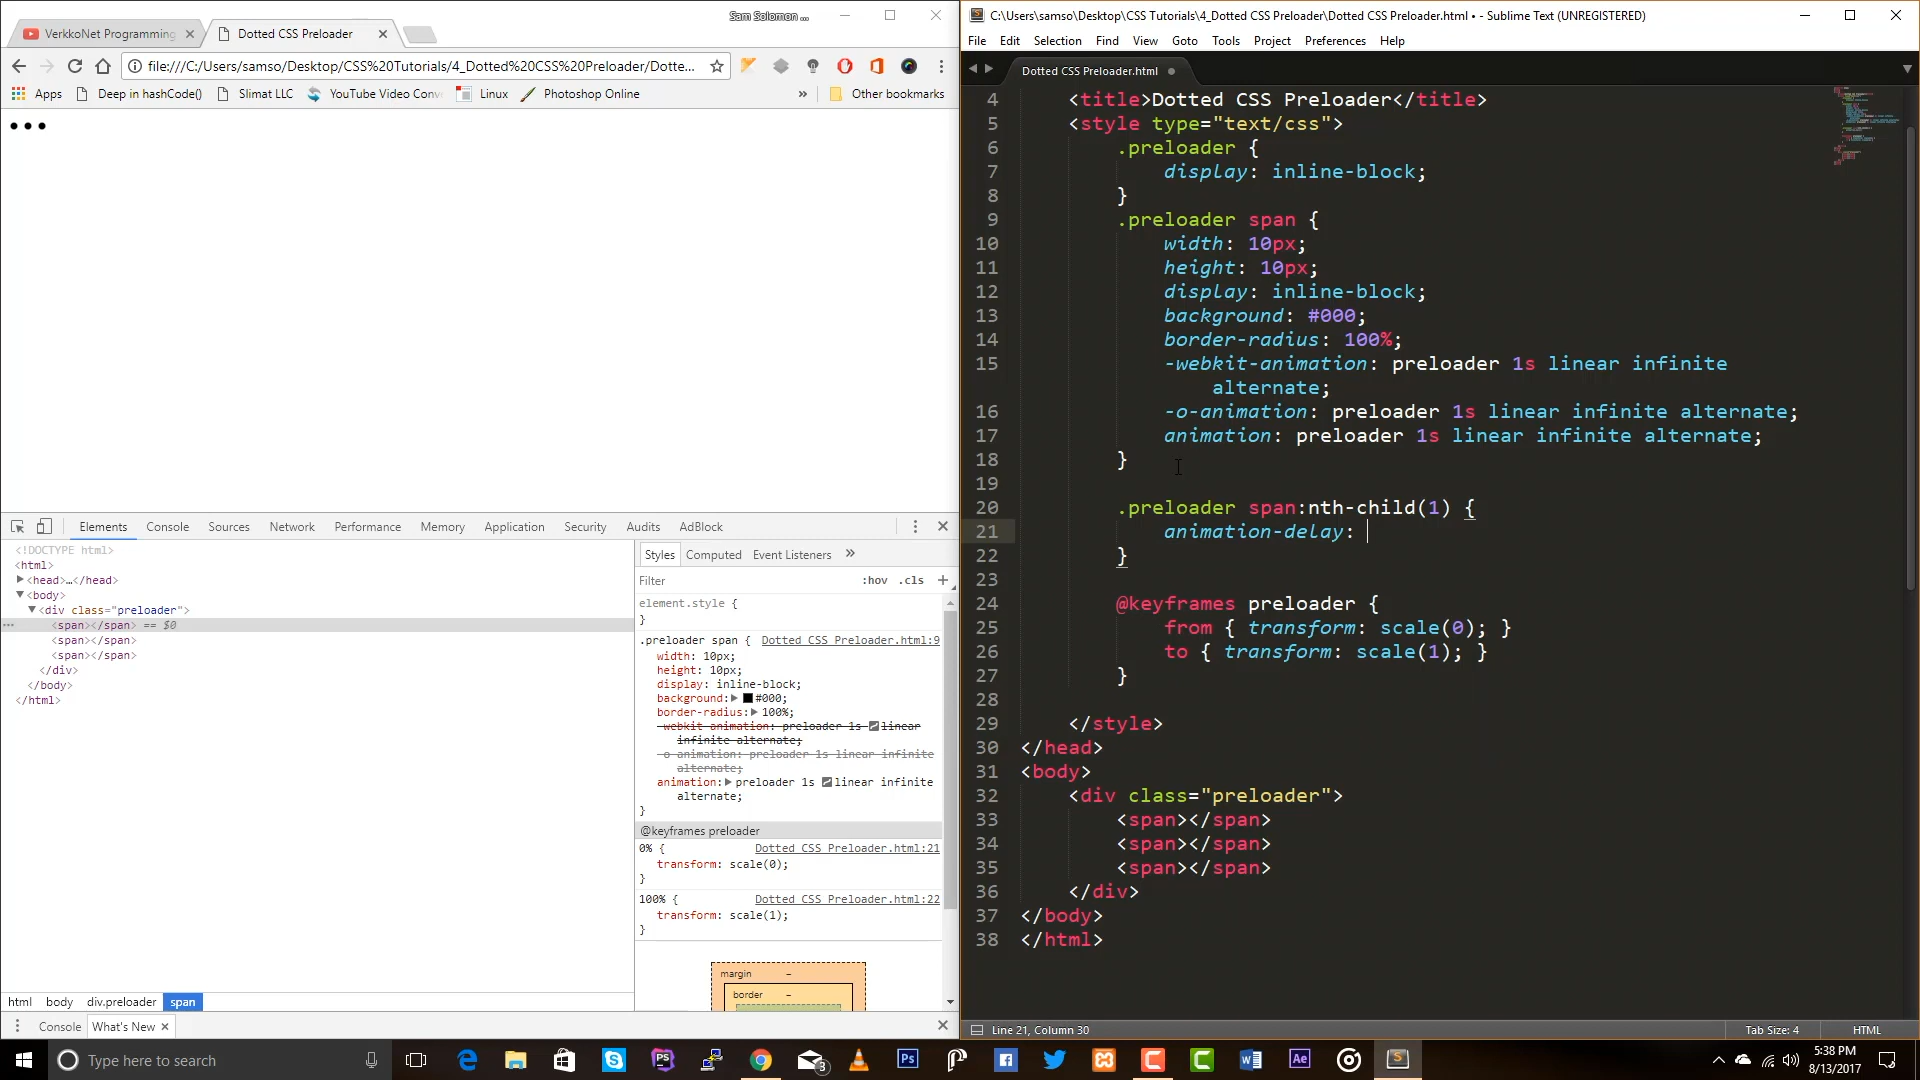 VerkkoNet Programming
Dotted CSS Preloader
Sam Solomon ...
file:///C:/Users/samso/Desktop/CSS%20Tutorials/4_Dotted%20CSS%20Preloader/Dotte...
Apps
Deep in hashCode()
Slimat LLC
YouTube Video Conv
Linux
Photoshop Online
»
Other bookmarks
Elements
Console
Sources
Network
Performance
Memory
Application
Security
Audits
AdBlock
<!DOCTYPE html>
<html>
<head>…</head>
<body>
<div class="preloader">
<span></span> == $0
<span></span>
<span></span>
</div>
</body>
</html>
html body div.preloader span
Console What's New
Styles Computed Event Listeners »
Filter :hov .cls +
element.style {
}
.preloader span { Dotted CSS Preloader.html:9
width: 10px;
height: 10px;
display: inline-block;
background: #000;
border-radius: 100%;
-webkit-animation: preloader 1s linear
infinite alternate;
-o-animation: preloader 1s linear infinite
alternate;
animation: preloader 1s linear infinite
alternate;
}
@keyframes preloader
0% { Dotted CSS Preloader.html:21
transform: scale(0);
}
100% { Dotted CSS Preloader.html:22
transform: scale(1);
}
margin –
border –
C:\Users\samso\Desktop\CSS Tutorials\4_Dotted CSS Preloader\Dotted CSS Preloader.html • - Sublime Text (UNREGISTERED)
File Edit Selection Find View Goto Tools Project Preferences Help
Dotted CSS Preloader.html
4 <title>Dotted CSS Preloader</title>
5 <style type="text/css">
6 .preloader {
7 display: inline-block;
8 }
9 .preloader span {
10 width: 10px;
11 height: 10px;
12 display: inline-block;
13 background: #000;
14 border-radius: 100%;
15 -webkit-animation: preloader 1s linear infinite
alternate;
16 -o-animation: preloader 1s linear infinite alternate;
17 animation: preloader 1s linear infinite alternate;
18 }
19
20 .preloader span:nth-child(1) {
21 animation-delay:
22 }
23
24 @keyframes preloader {
25 from { transform: scale(0); }
26 to { transform: scale(1); }
27 }
28
29 </style>
30 </head>
31 <body>
32 <div class="preloader">
33 <span></span>
34 <span></span>
35 <span></span>
36 </div>
37 </body>
38 </html>
Line 21, Column 30
Tab Size: 4
HTML
Type here to search
PS
3
Ps
Ae
5:38 PM
8/13/2017